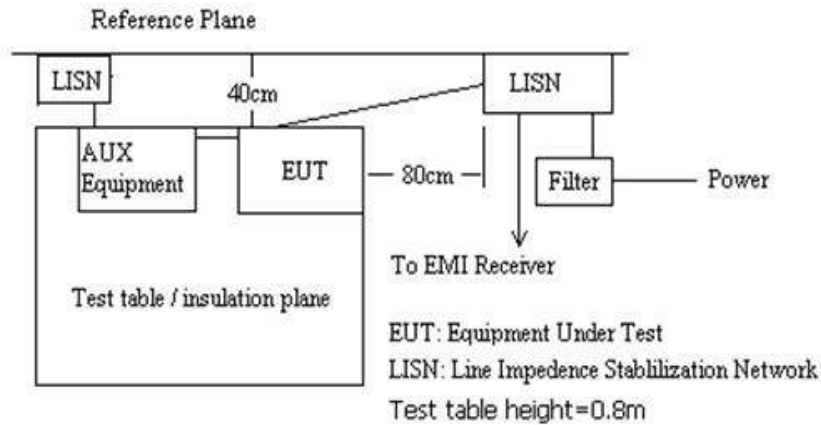 Reference Plane
LISN
40cm
LISN
AUX
Equipment
EUT
80cm
Filter
Power
To EMI Receiver
Test table / insulation plane
EUT: Equipment Under Test
LISN: Line Impedence Stablilization Network
Test table height=0.8m